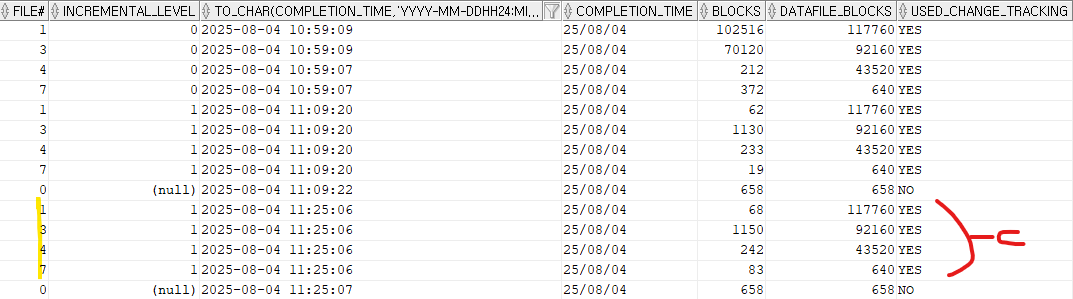 FILE# INCREMENTAL_LEVEL TO_CHAR(COMPLETION_TIME,'YYYY-MM-DDHH24:MI,... COMPLETION_TIME BLOCKS DATAFILE_BLOCKS USED_CHANGE_TRACKING
1 0 2025-08-04 10:59:09 25/08/04 102516 117760 YES
3 0 2025-08-04 10:59:09 25/08/04 70120 92160 YES
4 0 2025-08-04 10:59:07 25/08/04 212 43520 YES
7 0 2025-08-04 10:59:07 25/08/04 372 640 YES
1 1 2025-08-04 11:09:20 25/08/04 62 117760 YES
3 1 2025-08-04 11:09:20 25/08/04 1130 92160 YES
4 1 2025-08-04 11:09:20 25/08/04 233 43520 YES
7 1 2025-08-04 11:09:20 25/08/04 19 640 YES
0 (null) 2025-08-04 11:09:22 25/08/04 658 658 NO
1 1 2025-08-04 11:25:06 25/08/04 68 117760 YES
3 1 2025-08-04 11:25:06 25/08/04 1150 92160 YES
4 1 2025-08-04 11:25:06 25/08/04 242 43520 YES
7 1 2025-08-04 11:25:06 25/08/04 83 640 YES
0 (null) 2025-08-04 11:25:07 25/08/04 658 658 NO